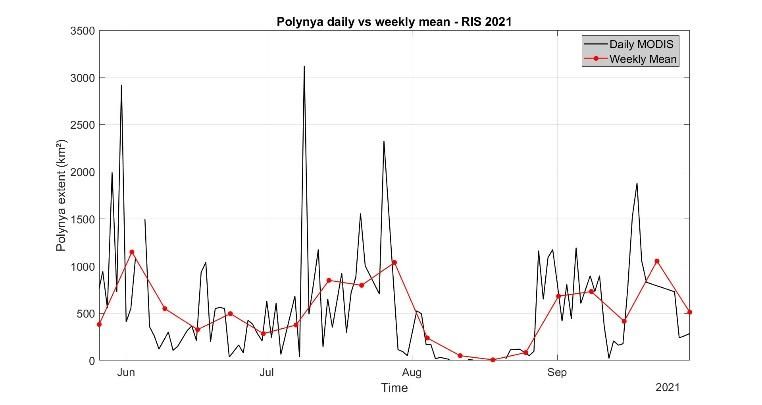 Polynya daily vs weekly mean - RIS 2021
Daily MODIS
Weekly Mean
3500
3000
2500
2000
1500
1000
500
0
Polynya extent (km²)
Jun
Jul
Aug
Sep
Time
2021